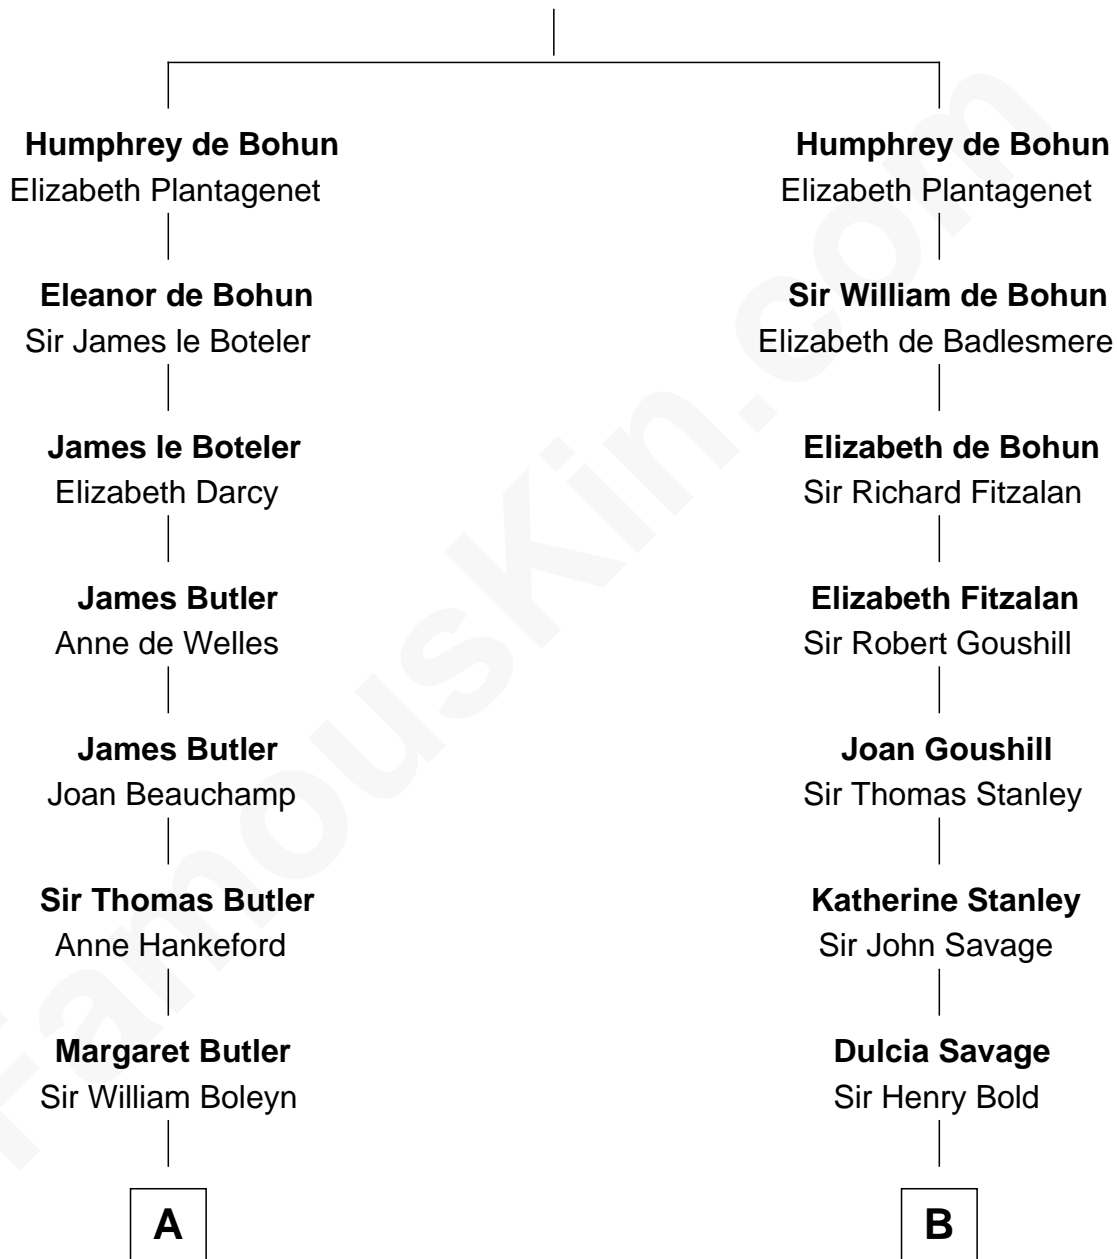 Humphrey de Bohun
Elizabeth Plantagenet
Eleanor de Bohun
Sir James le Boteler
James le Boteler
Elizabeth Darcy
James Butler
Anne de Welles
James Butler
Joan Beauchamp
Sir Thomas Butler
Anne Hankeford
Margaret Butler
Sir William Boleyn
A
Humphrey de Bohun
Elizabeth Plantagenet
Sir William de Bohun
Elizabeth de Badlesmere
Elizabeth de Bohun
Sir Richard Fitzalan
Elizabeth Fitzalan
Sir Robert Goushill
Joan Goushill
Sir Thomas Stanley
Katherine Stanley
Sir John Savage
Dulcia Savage
Sir Henry Bold
B
FamousKin.com